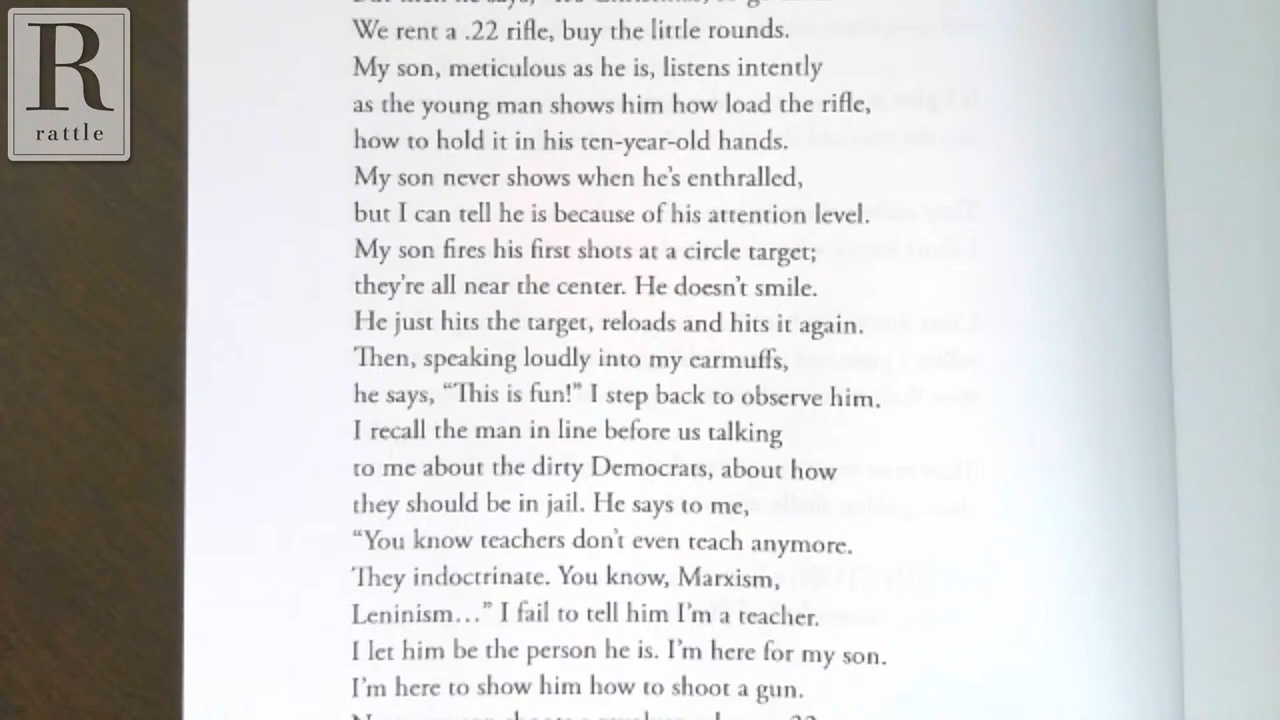 R
rattle
We rent a .22 rifle, buy the little rounds.
My son, meticulous as he is, listens intently
as the young man shows him how load the rifle,
how to hold it in his ten-year-old hands.
My son never shows when he's enthralled,
but I can tell he is because of his attention level.
My son fires his first shots at a circle target;
they're all near the center. He doesn't smile.
He just hits the target, reloads and hits it again.
Then, speaking loudly into my earmuffs,
he says, “This is fun!” I step back to observe him.
I recall the man in line before us talking
to me about the dirty Democrats, about how
they should be in jail. He says to me,
“You know teachers don't even teach anymore.
They indoctrinate. You know, Marxism,
Leninism…” I fail to tell him I'm a teacher.
I let him be the person he is. I'm here for my son.
I'm here to show him how to shoot a gun.